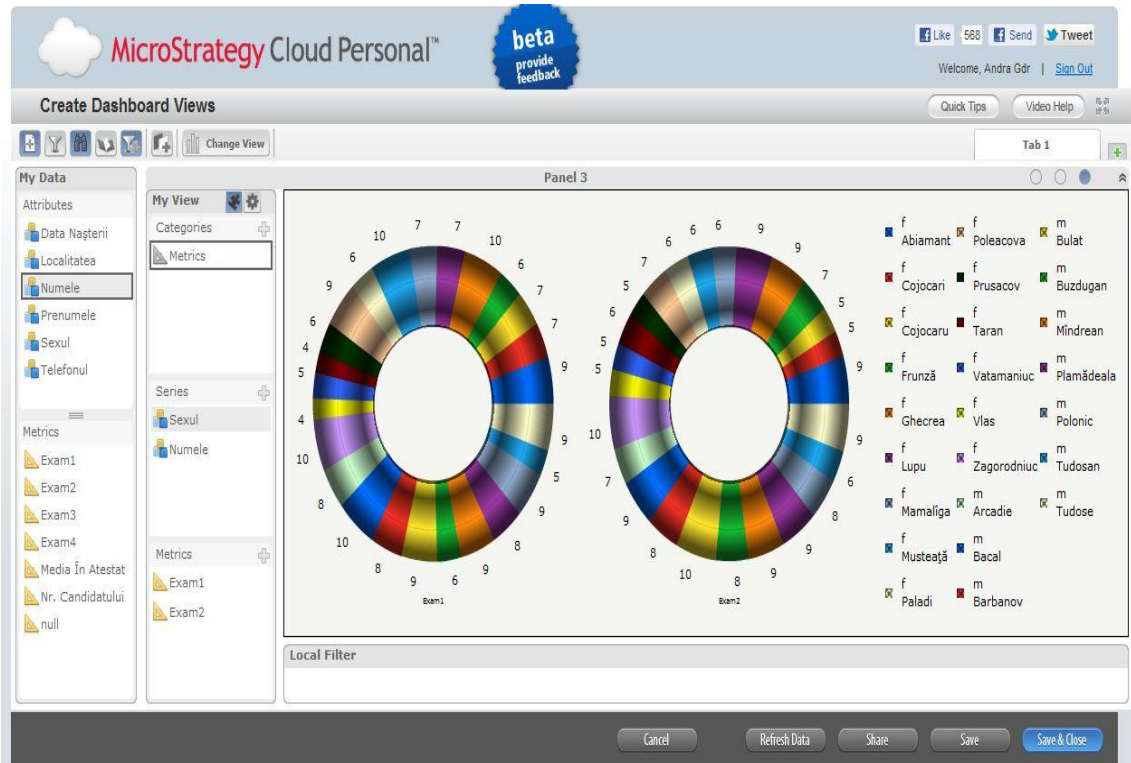 MicroStrategy Cloud Personal™
beta
provide
feedback
Like 568 Send Tweet
Welcome, Andra Gdr | Sign Out
Create Dashboard Views
Quick Tips Video Help
Change View
Tab 1
My Data
Panel 3
Attributes
Data Nașterii
Localitatea
Numele
Prenumele
Sexul
Telefonul
Metrics
Exam1
Exam2
Exam3
Exam4
Media În Atestat
Nr. Candidatului
null
My View
Categories
Metrics
Series
Sexul
Numele
Metrics
Exam1
Exam2
7 10 6 7 7 9 9 5 9 8 9 6 9 8 10 8 10 4 5 4 6 9 6 10 7
Exam1
6 9 9 7 5 5 9 9 6 8 9 9 8 10 8 9 7 10 5 5 6 5 7 6 6
Exam2
f Abiamant
f Cojocari
f Cojocaru
f Frunză
f Ghecrea
f Lupu
f Mamalîga
f Musteață
f Paladi
f Poleacova
f Prusacov
f Taran
f Vatamaniuc
f Vlas
f Zagorodniuc
m Arcadie
m Bacal
m Barbanov
m Bulat
m Buzdugan
m Mîndrean
m Plamădeala
m Polonic
m Tudosan
m Tudose
Local Filter
Cancel Refresh Data Share Save Save & Close